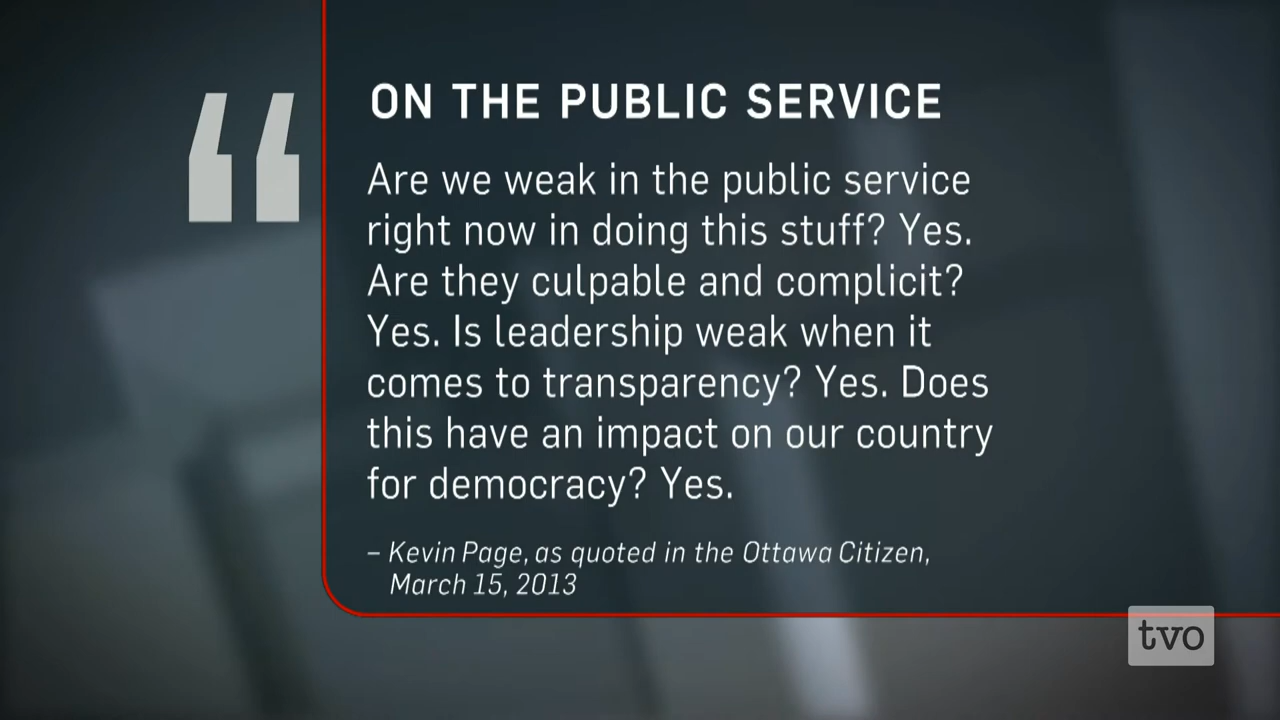 “
ON THE PUBLIC SERVICE
Are we weak in the public service
right now in doing this stuff? Yes.
Are they culpable and complicit?
Yes. Is leadership weak when it
comes to transparency? Yes. Does
this have an impact on our country
for democracy? Yes.
– Kevin Page, as quoted in the Ottawa Citizen,
March 15, 2013
tvo